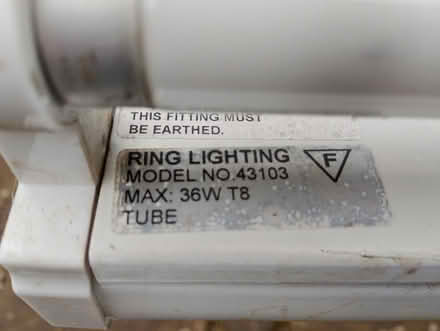 THIS FITTING MUST
BE EARTHED.
RING LIGHTING
MODEL NO.43103
MAX: 36W T8
TUBE
F